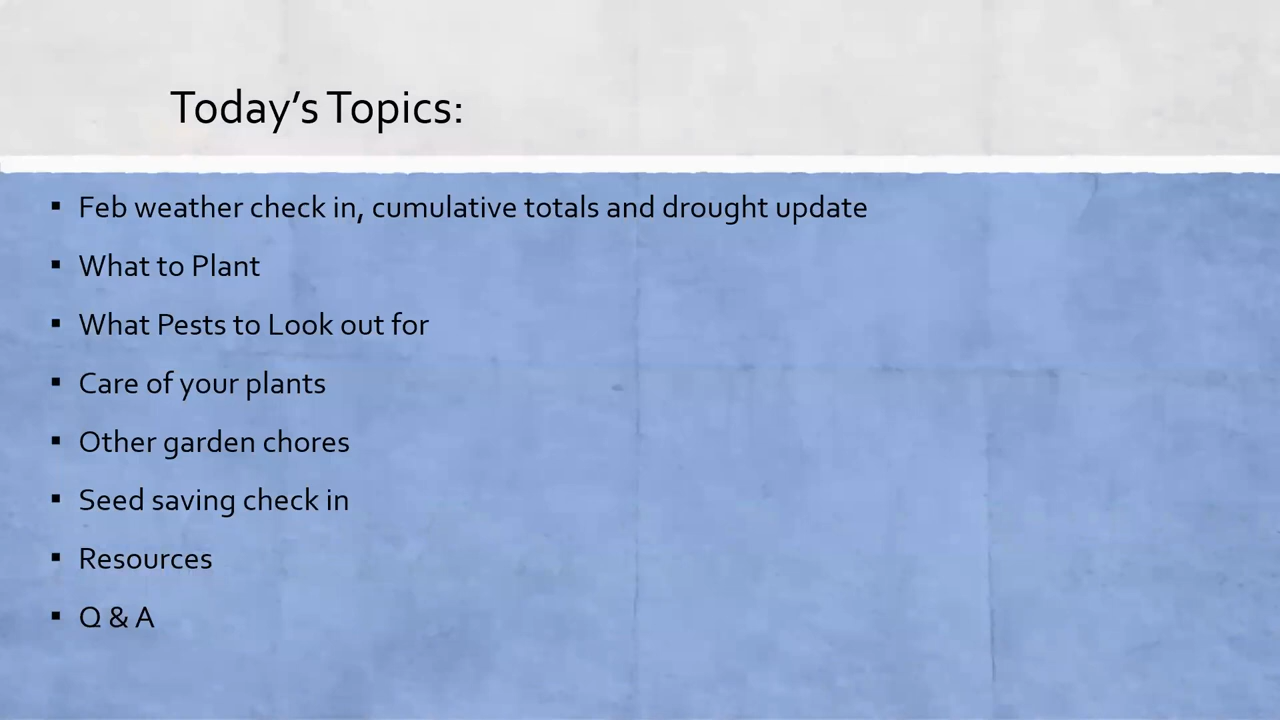 Today's Topics:
▪ Feb weather check in, cumulative totals and drought update
▪ What to Plant
▪ What Pests to Look out for
▪ Care of your plants
▪ Other garden chores
▪ Seed saving check in
▪ Resources
▪ Q & A